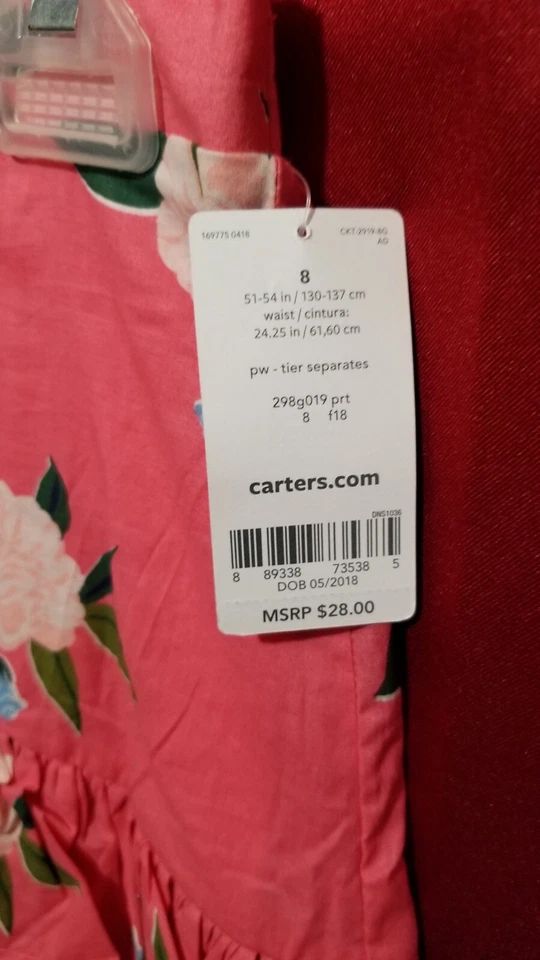 169775 0418
CKT-2919-8G
AG
8
51-54 in / 130-137 cm
waist / cintura:
24.25 in / 61,60 cm
pw - tier separates
298g019 prt
8 f18
carters.com
DNS1036
8 89338 73538 5
DOB 05/2018
MSRP $28.00